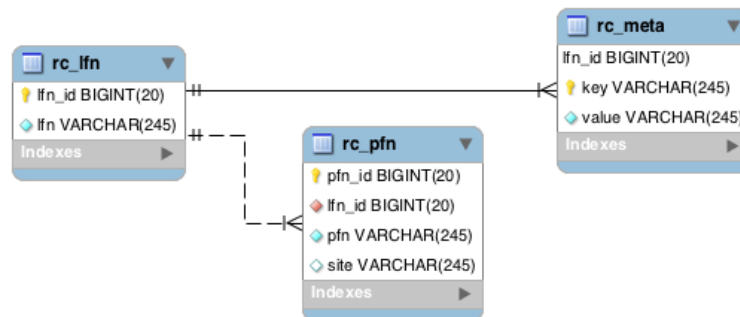 rc_lfn
lfn_id BIGINT(20)
lfn VARCHAR(245)
Indexes
rc_pfn
pfn_id BIGINT(20)
lfn_id BIGINT(20)
pfn VARCHAR(245)
site VARCHAR(245)
Indexes
rc_meta
lfn_id BIGINT(20)
key VARCHAR(245)
value VARCHAR(245)
Indexes